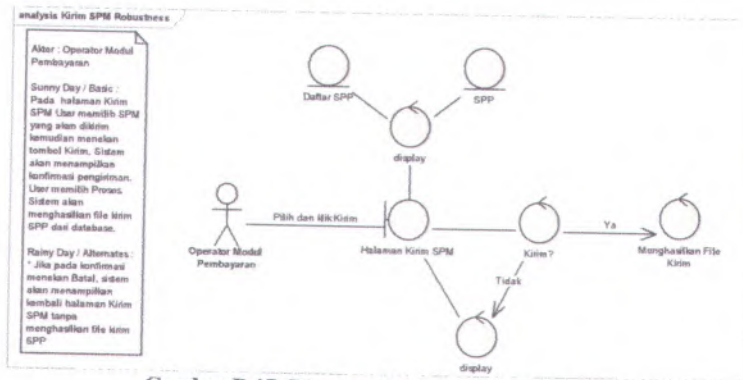 analysis Kirim SPM Robustness
Aktor : Operator Modul
Pembayaran
Sunny Day / Basic :
Pada halaman Kirim
SPM User memilih SPM
yang akan dikirim
kemudian menekan
tombol Kirim, Sistem
akan menampilkan
konfirmasi pengiriman.
User memilih Proses.
Sistem akan
menghasilkan file kirim
SPP dari database.
Rainy Day / Alternates :
* Jika pada konfirmasi
menekan Batal, sistem
akan menampilkan
kembali halaman Kirim
SPM tanpa
menghasilkan file kirim
SPP
Daftar SPP
SPP
display
Operator Modul
Pembayaran
Pilih dan klik Kirim
Halaman Kirim SPM
Kirim?
Ya
Menghasilkan File
Kirim
Tidak
display